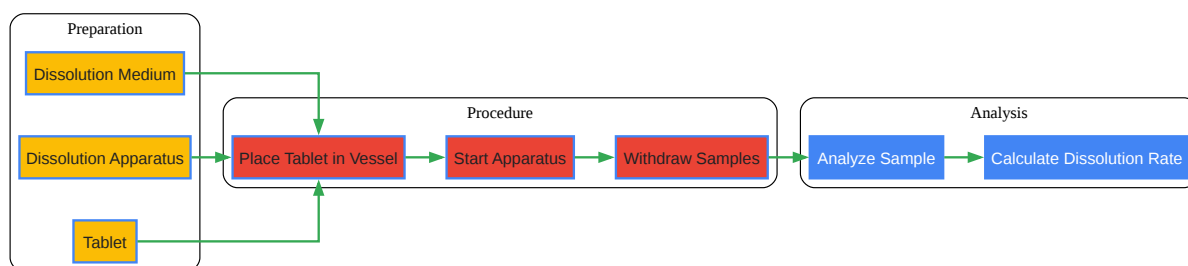 Preparation
Dissolution Medium
Dissolution Apparatus
Tablet
Procedure
Place Tablet in Vessel
Start Apparatus
Withdraw Samples
Analysis
Analyze Sample
Calculate Dissolution Rate